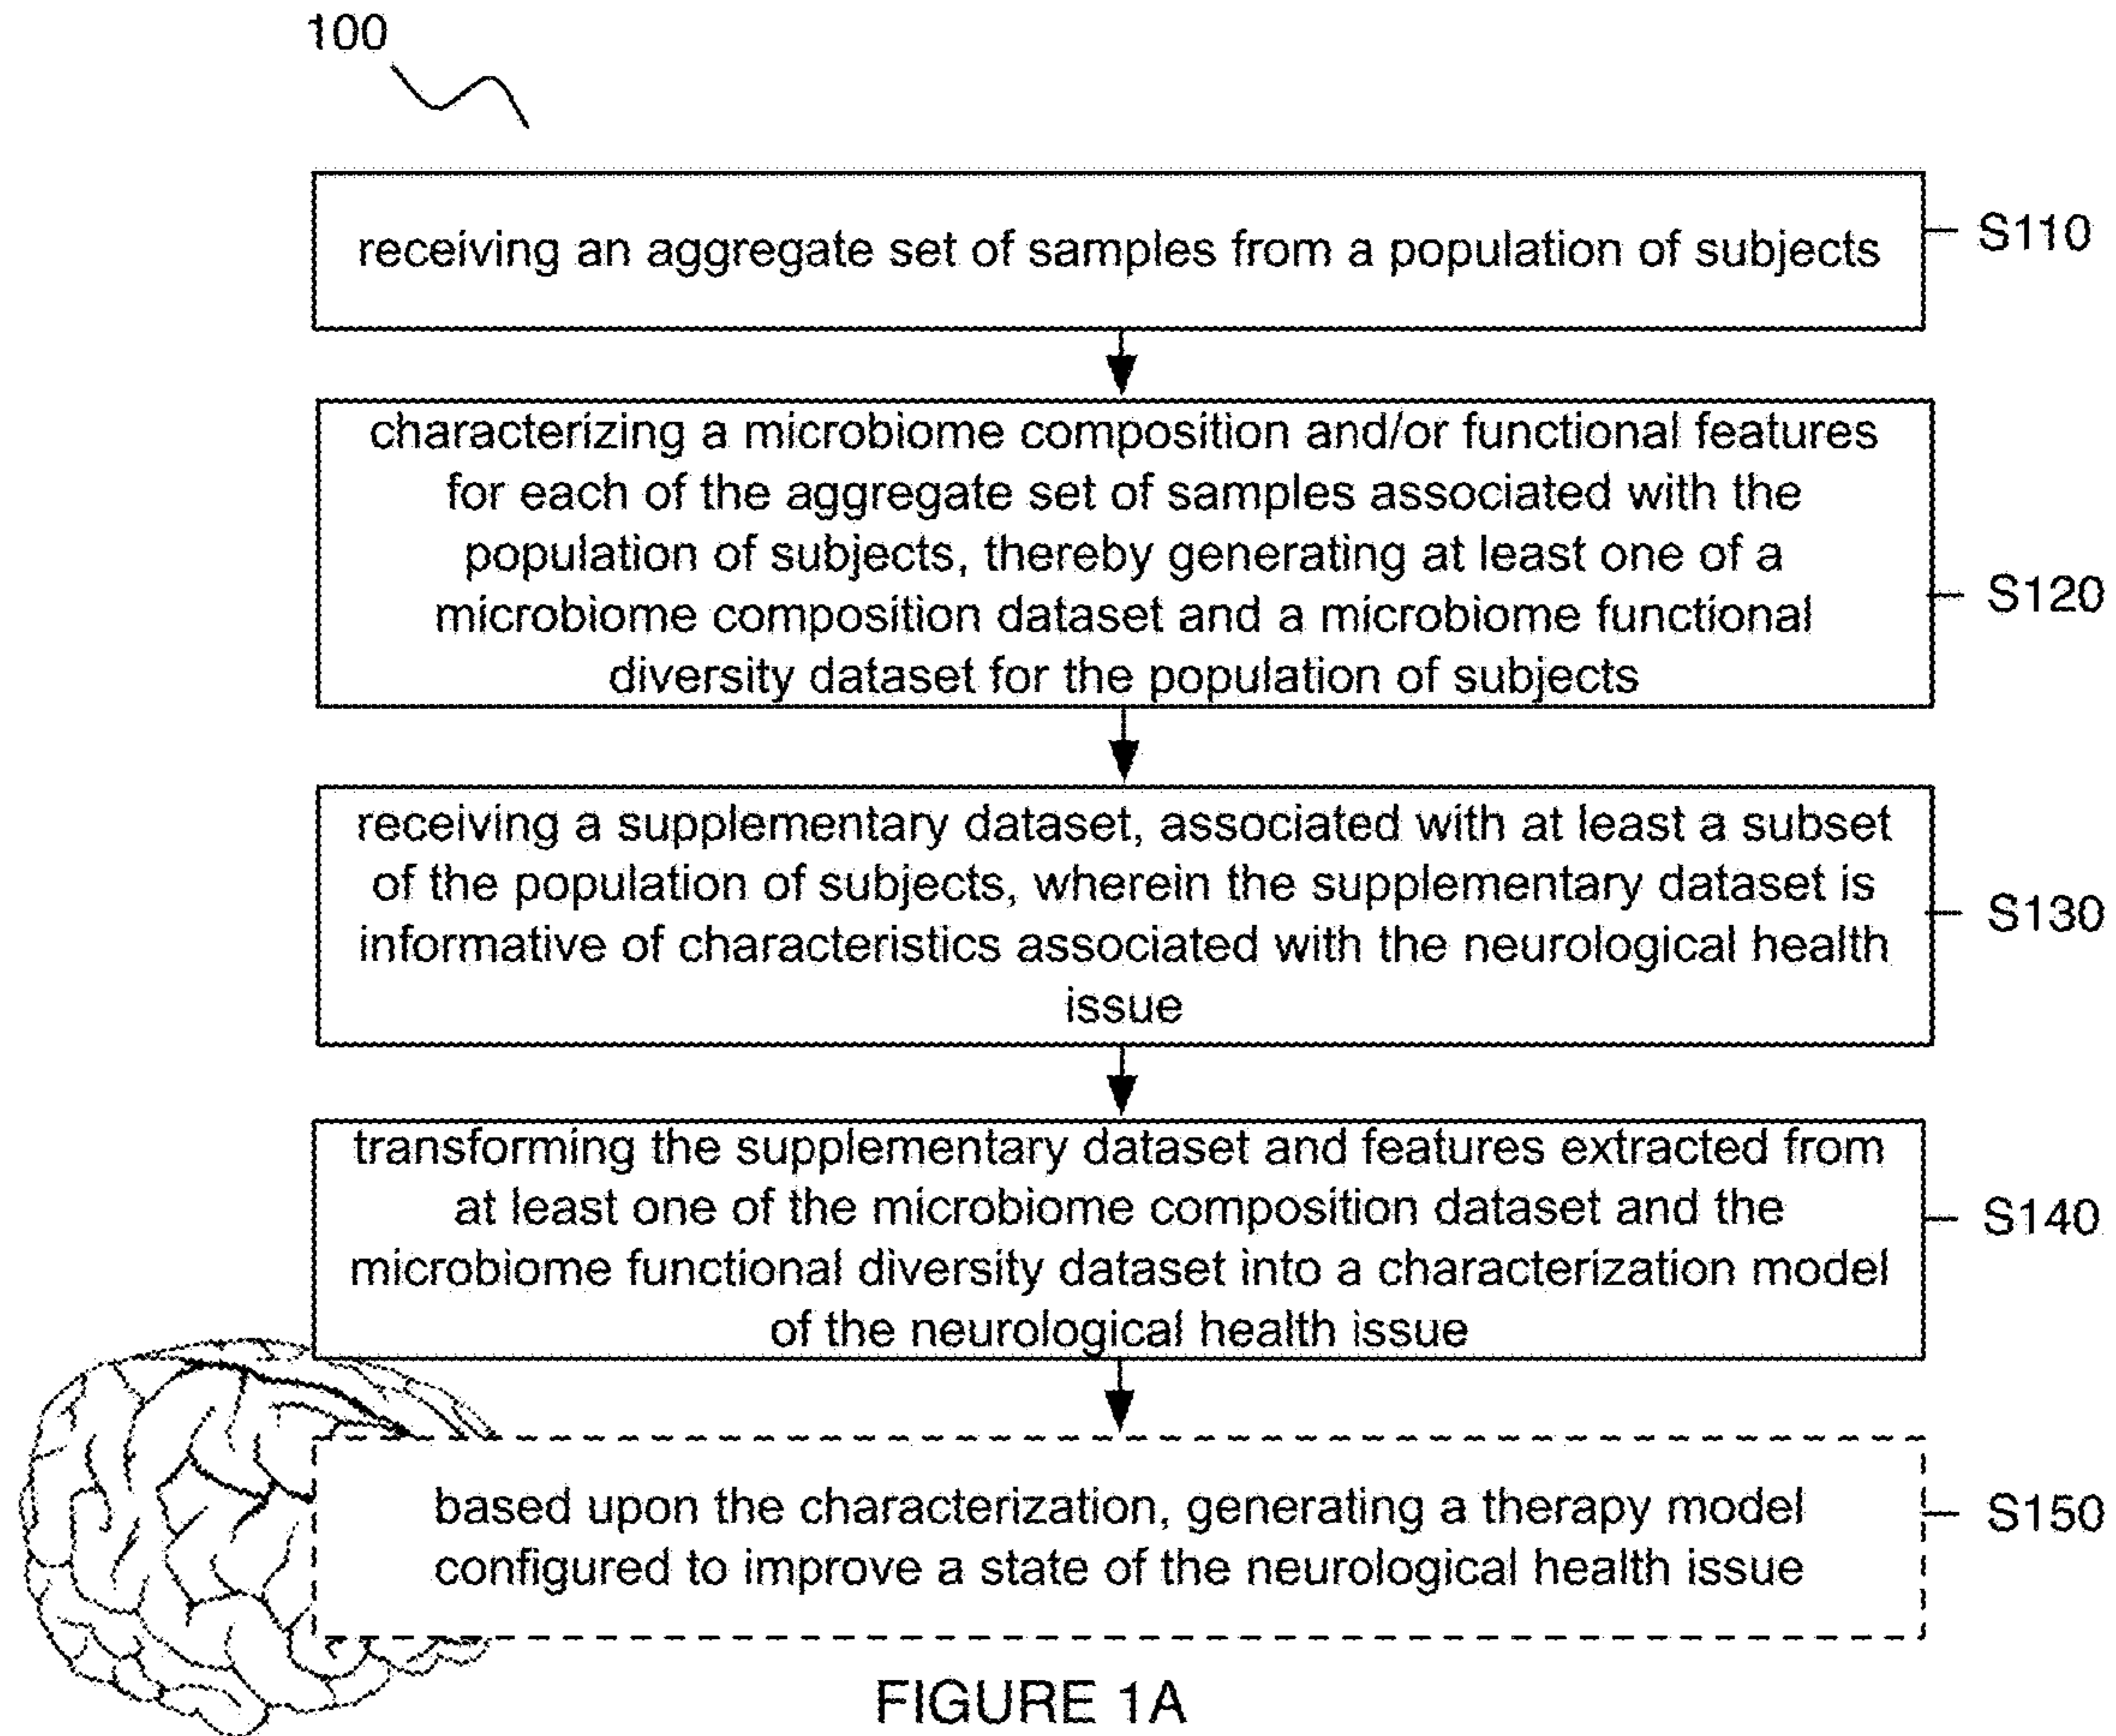 100
receiving an aggregate set of samples from a population of subjects
S110
characterizing a microbiome composition and/or functional features
for each of the aggregate set of samples associated with the
population of subjects, thereby generating at least one of a
microbiome composition dataset and a microbiome functional
diversity dataset for the population of subjects
S120
receiving a supplementary dataset, associated with at least a subset
of the population of subjects, wherein the supplementary dataset is
informative of characteristics associated with the neurological health
issue
S130
transforming the supplementary dataset and features extracted from
at least one of the microbiome composition dataset and the
microbiome functional diversity dataset into a characterization model
of the neurological health issue
S140
based upon the characterization, generating a therapy model
configured to improve a state of the neurological health issue
S150
FIGURE 1A